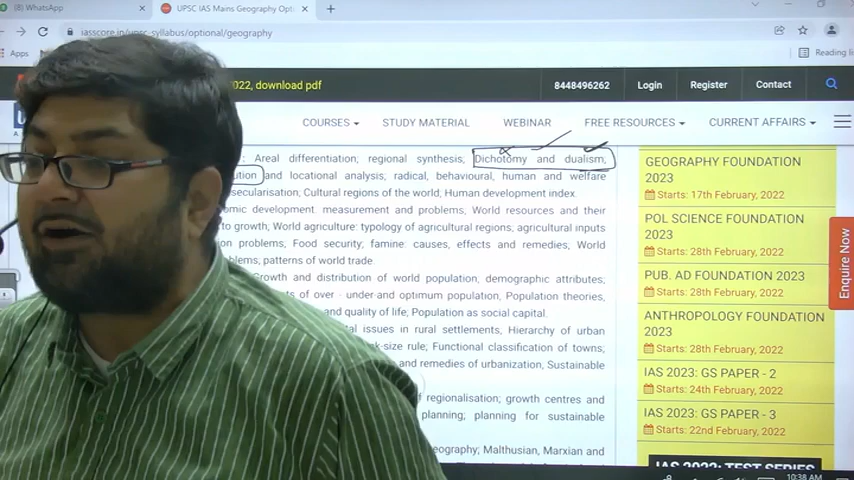 (8) WhatsApp
UPSC IAS Mains Geography Opti
iasscore.in/upsc-syllabus/optional/geography
Apps
Reading li
2022, download pdf
8448496262
Login
Register
Contact
COURSES
STUDY MATERIAL
WEBINAR
FREE RESOURCES
CURRENT AFFAIRS
: Areal differentiation; regional synthesis; Dichotomy and dualism,
and locational analysis; radical, behavioural, human and welfare
secularisation; Cultural regions of the world; Human development index.
development. measurement and problems; World resources and their
to growth; World agriculture: typology of agricultural regions; agricultural inputs
problems; Food security; famine: causes, effects and remedies; World
patterns of world trade.
Growth and distribution of world population; demographic attributes;
of over - under-and optimum population; Population theories,
and quality of life; Population as social capital.
issues in rural settlements; Hierarchy of urban
rule; Functional classification of towns;
and remedies of urbanization; Sustainable
of regionalisation; growth centres and
planning; planning for sustainable
Malthusian, Marxian and
GEOGRAPHY FOUNDATION
2023
Starts: 17th February, 2022
POL SCIENCE FOUNDATION
2023
Starts: 28th February, 2022
PUB. AD FOUNDATION 2023
Starts: 28th February, 2022
ANTHROPOLOGY FOUNDATION
2023
Starts: 28th February, 2022
IAS 2023: GS PAPER - 2
Starts: 24th February, 2022
IAS 2023: GS PAPER - 3
Starts: 22nd February, 2022
IAS 2022: TEST SERIES
Enquire Now
10:38 AM